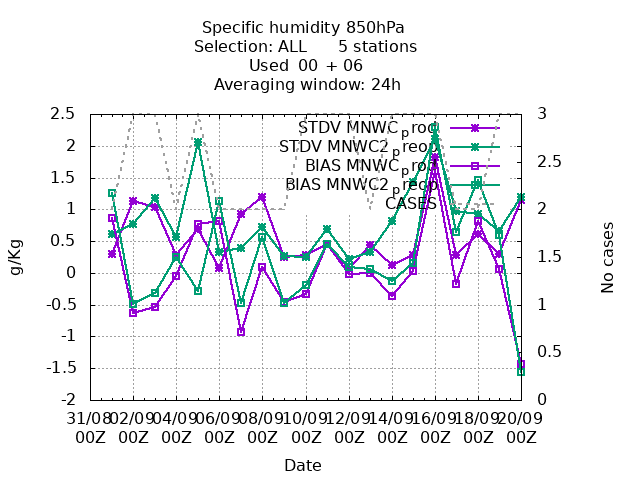 Specific humidity 850hPa
Selection: ALL 5 stations
Used 00 + 06
Averaging window: 24h
2.5
2
1.5
1
0.5
0
-0.5
-1
-1.5
-2
g/Kg
STDV MNWC_proc
STDV MNWC2_preop
BIAS MNWC_proc
BIAS MNWC2_preop
CASES
3
2.5
2
1.5
1
0.5
0
No cases
31/08 02/09 04/09 06/09 08/09 10/09 12/09 14/09 16/09 18/09 20/09
00Z 00Z 00Z 00Z 00Z 00Z 00Z 00Z 00Z 00Z 00Z
Date